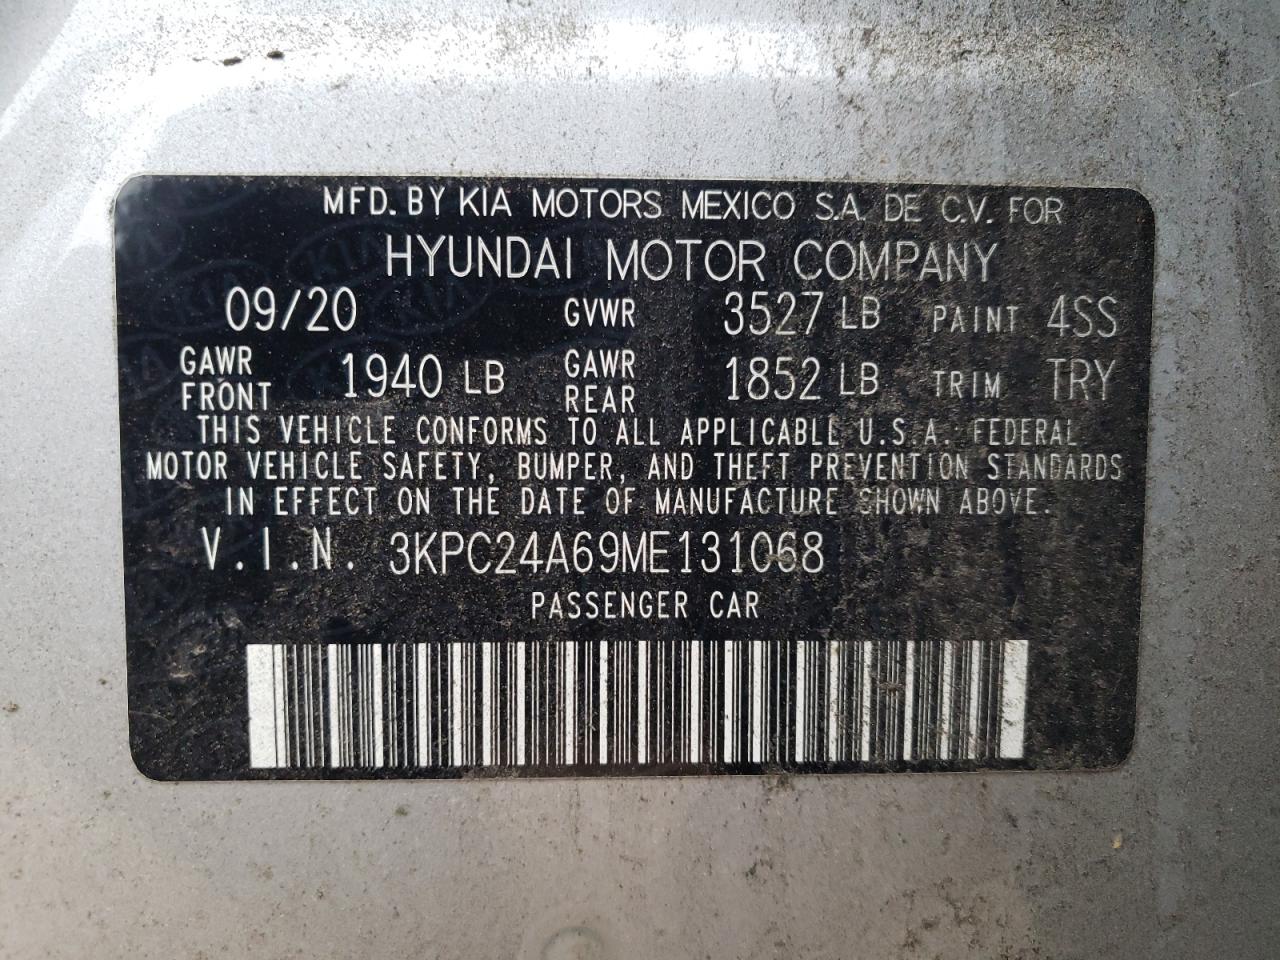 MFD. BY KIA MOTORS MEXICO S.A. DE C.V. FOR
HYUNDAI MOTOR COMPANY
09/20 GVWR 3527 LB PAINT 4SS
GAWR FRONT 1940 LB GAWR REAR 1852 LB TRIM TRY
THIS VEHICLE CONFORMS TO ALL APPLICABLE U.S.A. FEDERAL
MOTOR VEHICLE SAFETY, BUMPER, AND THEFT PREVENTION STANDARDS
IN EFFECT ON THE DATE OF MANUFACTURE SHOWN ABOVE.
V.I.N. 3KPC24A69ME131068
PASSENGER CAR